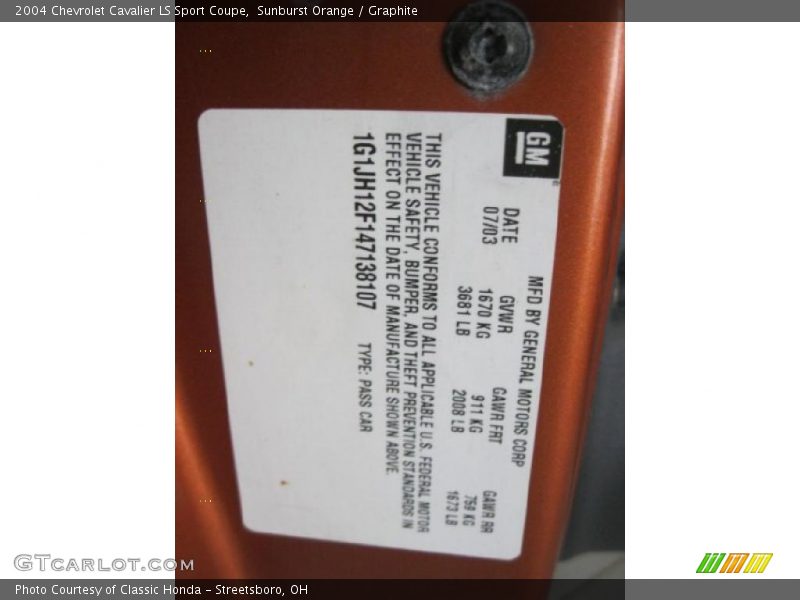 2004 Chevrolet Cavalier LS Sport Coupe, Sunburst Orange / Graphite
GM
MFD BY GENERAL MOTORS CORP
DATE GVWR GAWR FRT GAWR RR
07/03 1670 KG 911 KG 759 KG
3681 LB 2008 LB 1673 LB
THIS VEHICLE CONFORMS TO ALL APPLICABLE U.S. FEDERAL MOTOR
VEHICLE SAFETY, BUMPER, AND THEFT PREVENTION STANDARDS IN
EFFECT ON THE DATE OF MANUFACTURE SHOWN ABOVE.
1G1JH12F147138107 TYPE: PASS CAR
GTCarLot.com
Photo Courtesy of Classic Honda - Streetsboro, OH